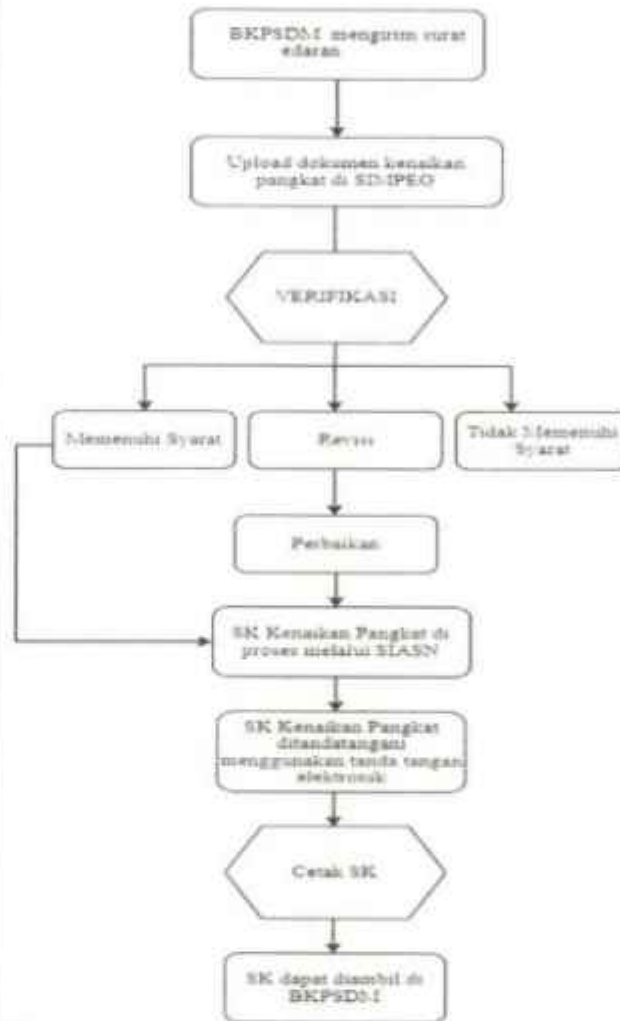 BKPSDM mengirim surat
edaran
Upload dokumen kenaikan
pangkat di SIMPEG
VERIFIKASI
Memenuhi Syarat
Revisi
Tidak Memenuhi
Syarat
Perbaikan
SK Kenaikan Pangkat di
proses melalui SIASN
SK Kenaikan Pangkat
ditandatangani
menggunakan tanda tangan
elektronik
Cetak SK
SK dapat diambil di
BKPSDM